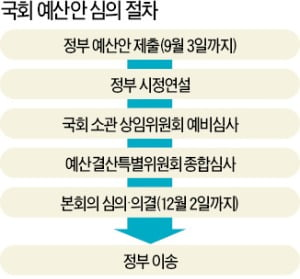 국회 예산안 심의 절차
정부 예산안 제출(9월 3일까지)
정부 시정연설
국회 소관 상임위원회 예비심사
예산결산특별위원회 종합심사
본회의 심의·의결(12월 2일까지)
정부 이송